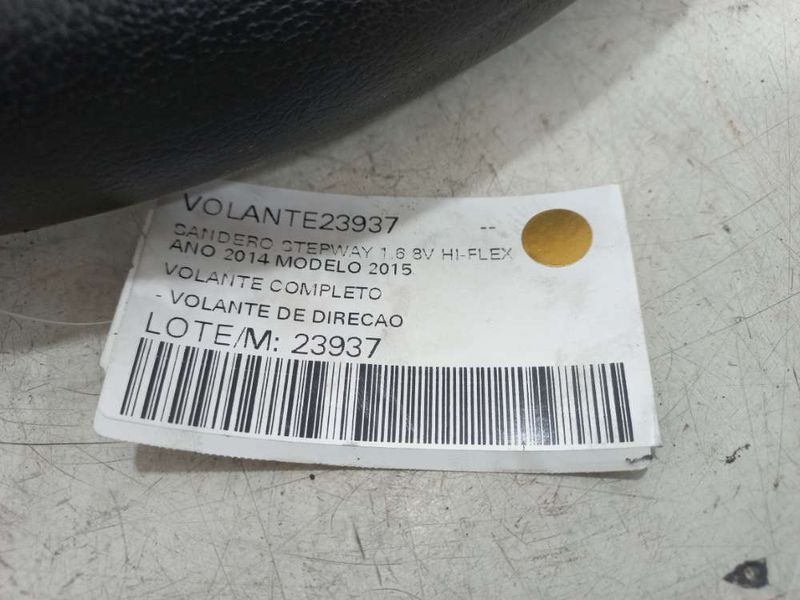 VOLANTE23937 --
SANDERO STEPWAY 1.6 8V HI-FLEX
ANO 2014 MODELO 2015
VOLANTE COMPLETO
- VOLANTE DE DIRECAO
LOTE/M: 23937